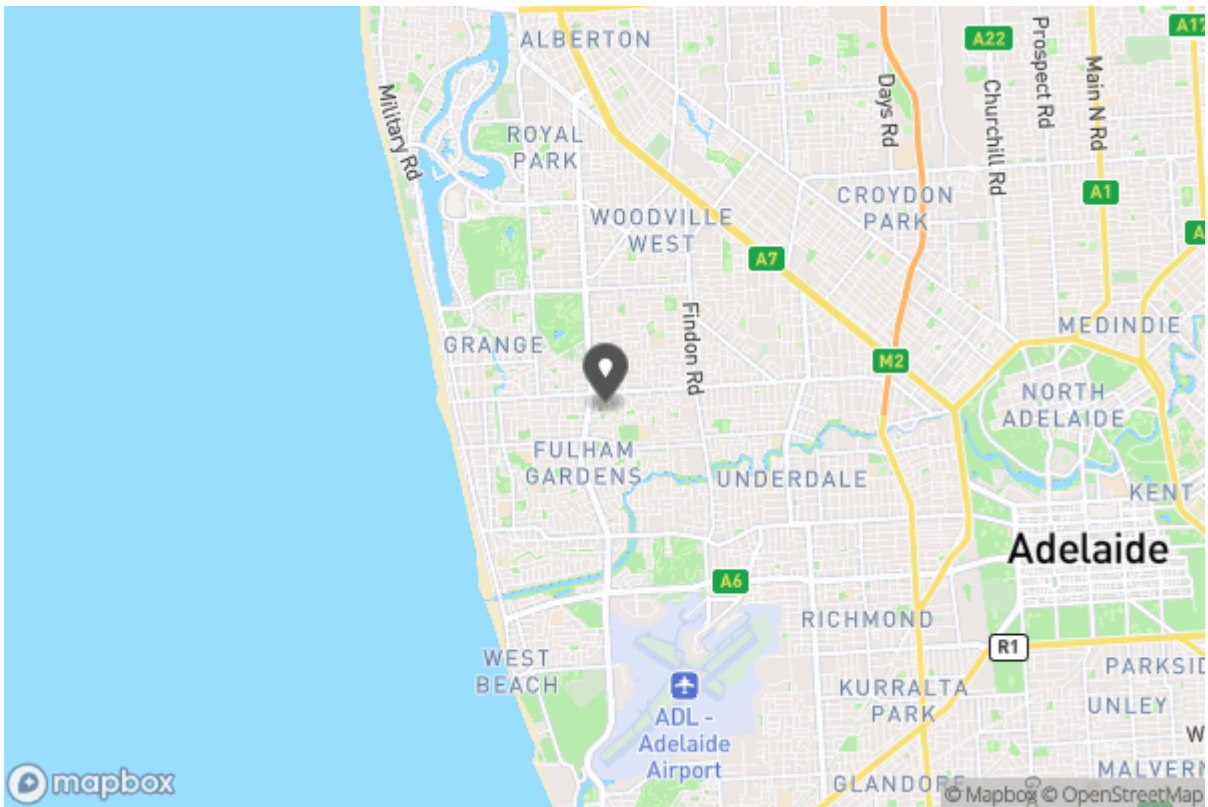 ALBERTON
A22
A17
Prospect Rd
Main N Rd
Days Rd
Churchill Rd
Military Rd
ROYAL
PARK
CROYDON
PARK
A1
WOODVILLE
WEST
A
A7
Findon Rd
MEDINDIE
GRANGE
M2
NORTH
ADELAIDE
FULHAM
GARDENS
UNDERDALE
KENT
Adelaide
A6
RICHMOND
R1
WEST
BEACH
PARKSID
KURRALTA
PARK
UNLEY
ADL -
Adelaide
Airport
W
MALVERN
GLANDORE
mapbox
© Mapbox © OpenStreetMap